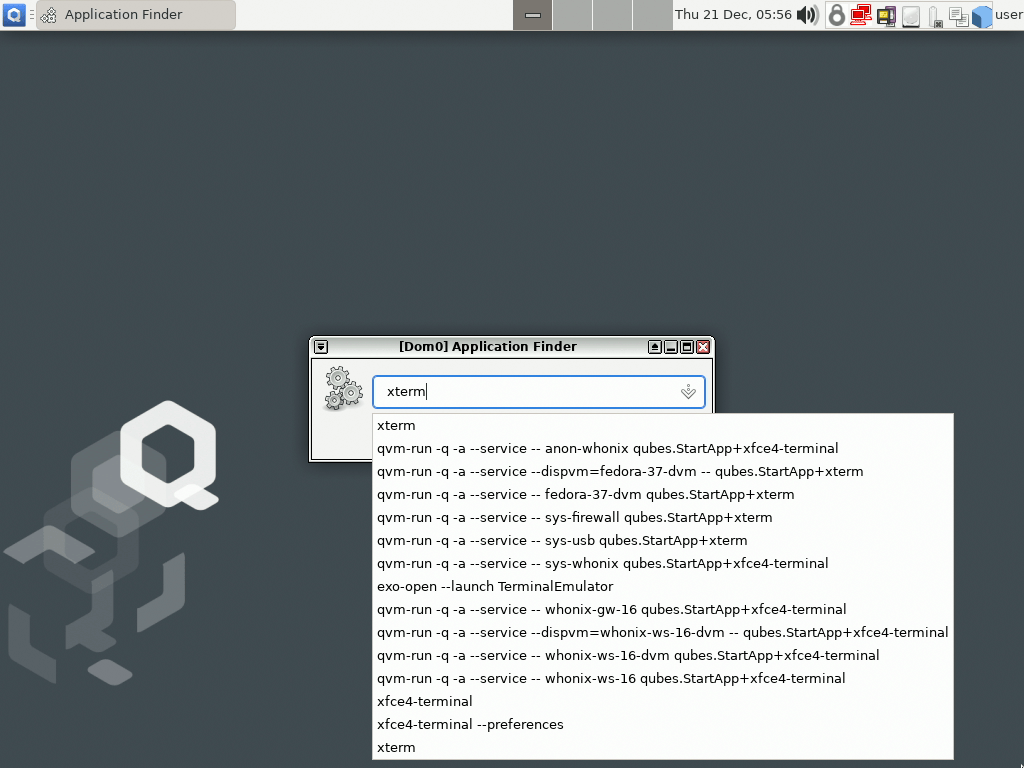 Application Finder
Thu 21 Dec, 05:56
user
[Dom0] Application Finder
xterm
xterm
qvm-run -q -a --service -- anon-whonix qubes.StartApp+xfce4-terminal
qvm-run -q -a --service --dispvm=fedora-37-dvm -- qubes.StartApp+xterm
qvm-run -q -a --service -- fedora-37-dvm qubes.StartApp+xterm
qvm-run -q -a --service -- sys-firewall qubes.StartApp+xterm
qvm-run -q -a --service -- sys-usb qubes.StartApp+xterm
qvm-run -q -a --service -- sys-whonix qubes.StartApp+xfce4-terminal
exo-open --launch TerminalEmulator
qvm-run -q -a --service -- whonix-gw-16 qubes.StartApp+xfce4-terminal
qvm-run -q -a --service --dispvm=whonix-ws-16-dvm -- qubes.StartApp+xfce4-terminal
qvm-run -q -a --service -- whonix-ws-16-dvm qubes.StartApp+xfce4-terminal
qvm-run -q -a --service -- whonix-ws-16 qubes.StartApp+xfce4-terminal
xfce4-terminal
xfce4-terminal --preferences
xterm